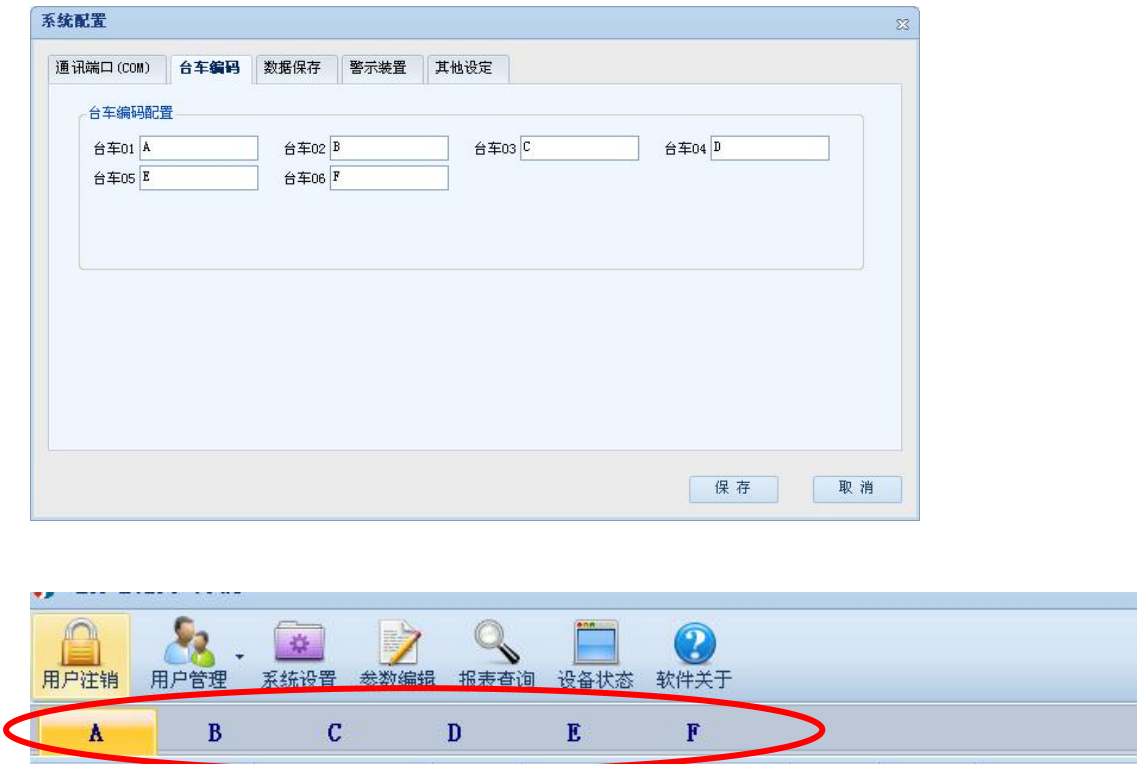 系统配置
通讯端口(COM) 台车编码 数据保存 警示装置 其他设定
台车编码配置
台车01 A 台车02 B 台车03 C 台车04 D
台车05 E 台车06 F
保存 取消
用户注销 用户管理 系统设置 参数编辑 报表查询 设备状态 软件关于
A B C D E F